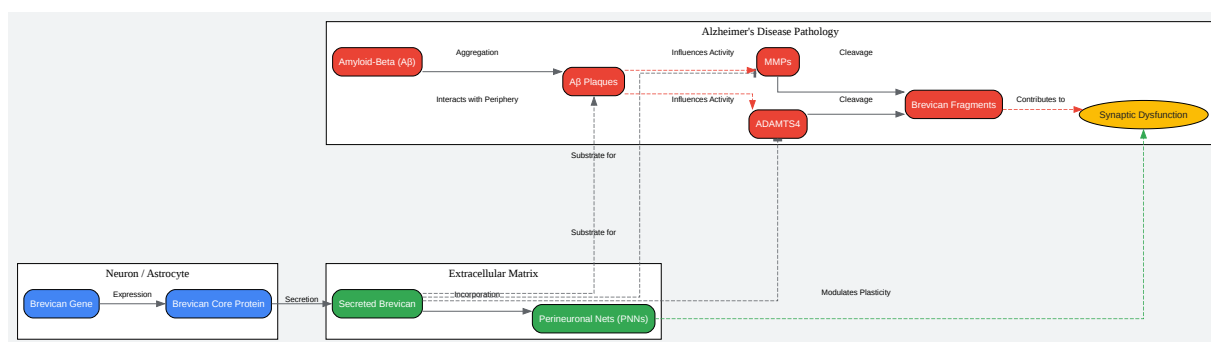 Alzheimer's Disease Pathology
Amyloid-Beta (Aβ)
Aggregation
Aβ Plaques
Influences Activity
MMPs
Cleavage
Interacts with Periphery
Influences Activity
ADAMTS4
Cleavage
Brevican Fragments
Contributes to
Synaptic Dysfunction
Substrate for
Substrate for
Neuron / Astrocyte
Brevican Gene
Expression
Brevican Core Protein
Secretion
Extracellular Matrix
Secreted Brevican
Incorporation
Perineuronal Nets (PNNs)
Modulates Plasticity